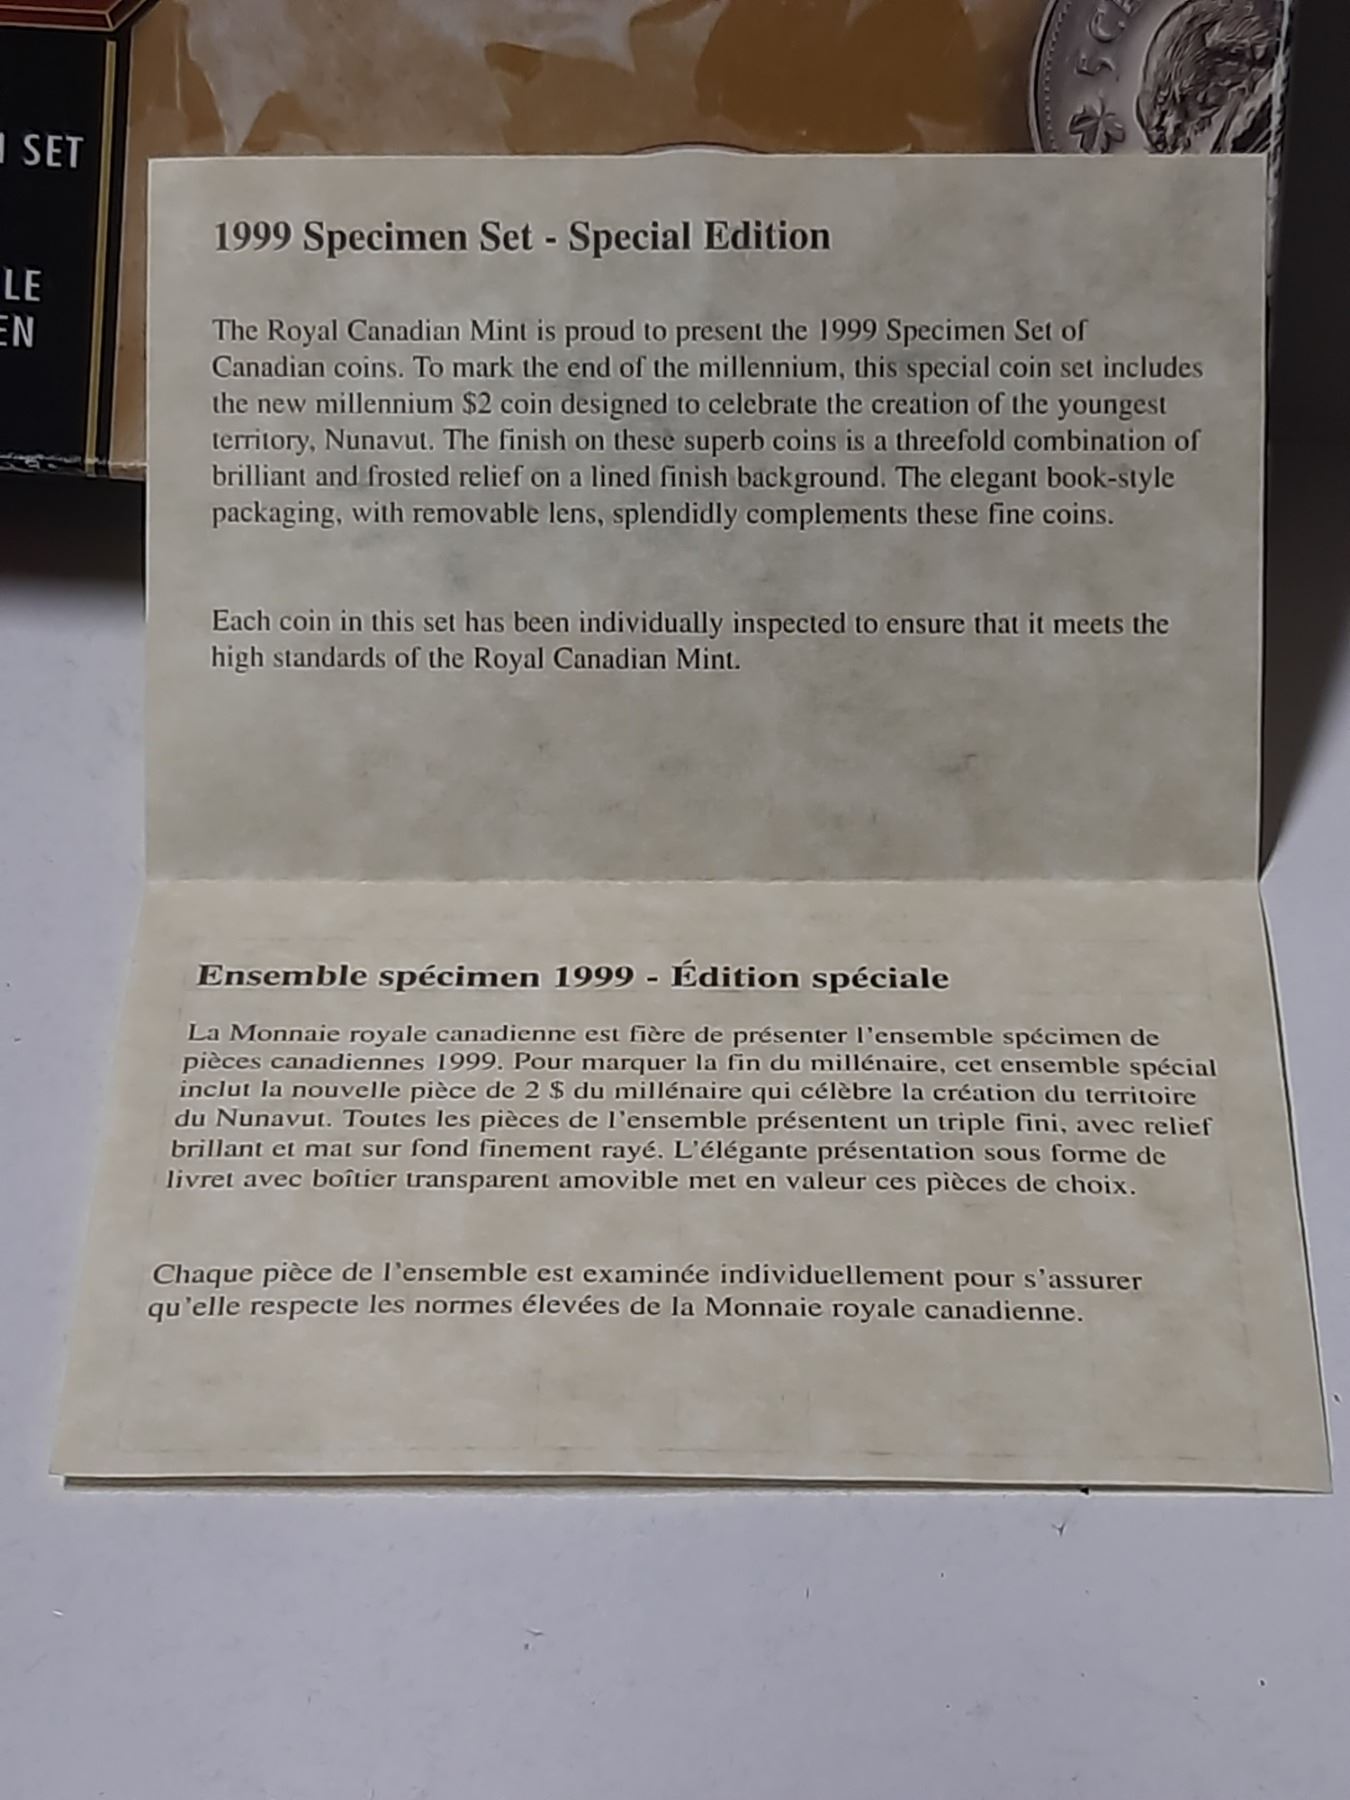 5 CE
SET
LE
EN
1999 Specimen Set - Special Edition
The Royal Canadian Mint is proud to present the 1999 Specimen Set of
Canadian coins. To mark the end of the millennium, this special coin set includes
the new millennium $2 coin designed to celebrate the creation of the youngest
territory, Nunavut. The finish on these superb coins is a threefold combination of
brilliant and frosted relief on a lined finish background. The elegant book-style
packaging, with removable lens, splendidly complements these fine coins.
Each coin in this set has been individually inspected to ensure that it meets the
high standards of the Royal Canadian Mint.
Ensemble spécimen 1999 - Édition spéciale
La Monnaie royale canadienne est fière de présenter l'ensemble spécimen de
pièces canadiennes 1999. Pour marquer la fin du millénaire, cet ensemble spécial
inclut la nouvelle pièce de 2 $ du millénaire qui célèbre la création du territoire
du Nunavut. Toutes les pièces de l'ensemble présentent un triple fini, avec relief
brillant et mat sur fond finement rayé. L'élégante présentation sous forme de
livret avec boîtier transparent amovible met en valeur ces pièces de choix.
Chaque pièce de l'ensemble est examinée individuellement pour s'assurer
qu'elle respecte les normes élevées de la Monnaie royale canadienne.